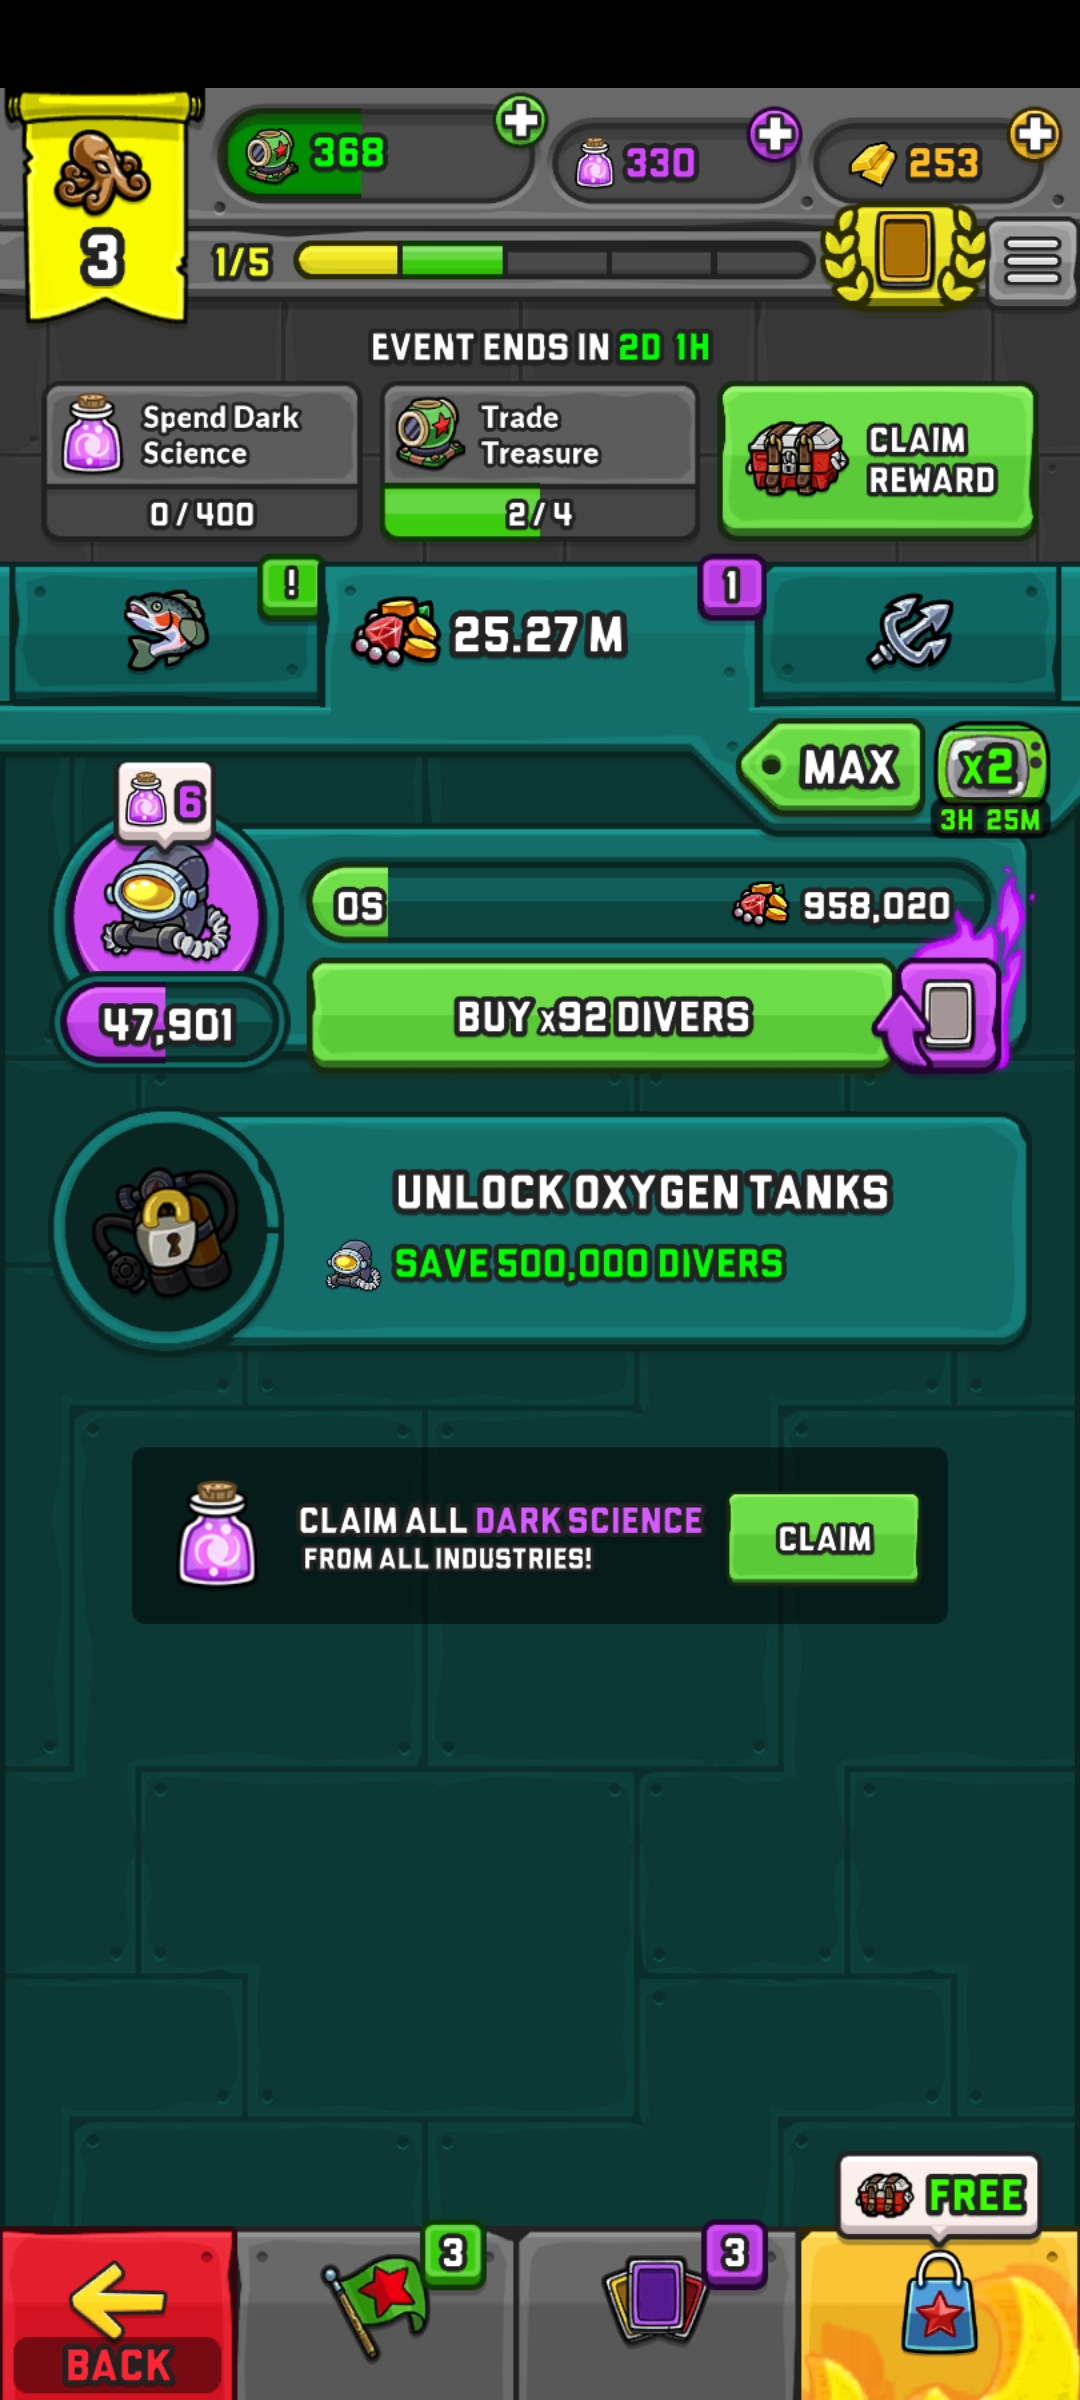 368
330
253
3
1/5
EVENT ENDS IN 2D 1H
Spend Dark
Science
0 / 400
Trade
Treasure
2 / 4
CLAIM
REWARD
!
25.27 M
1
MAX
x2
3H 25M
6
0S
958,020
47,901
BUY x92 DIVERS
UNLOCK OXYGEN TANKS
SAVE 500,000 DIVERS
CLAIM ALL DARK SCIENCE
FROM ALL INDUSTRIES!
CLAIM
FREE
3
3
BACK